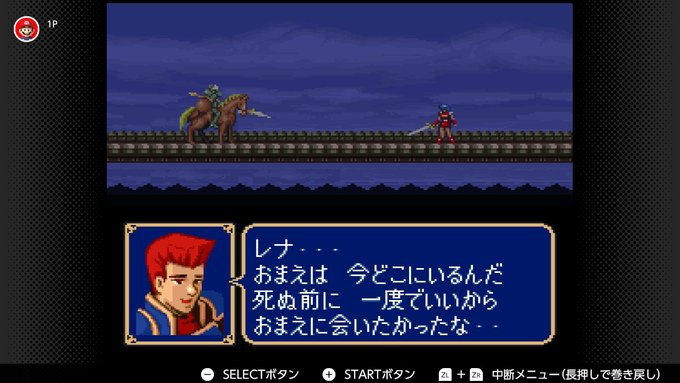 1P
レナ・・・
おまえは 今どこにいるんだ
死ぬ前に 一度でいいから
おまえに会いたかったな・・
SELECTボタン
STARTボタン
ZL + ZR 中断メニュー(長押しで巻き戻し)